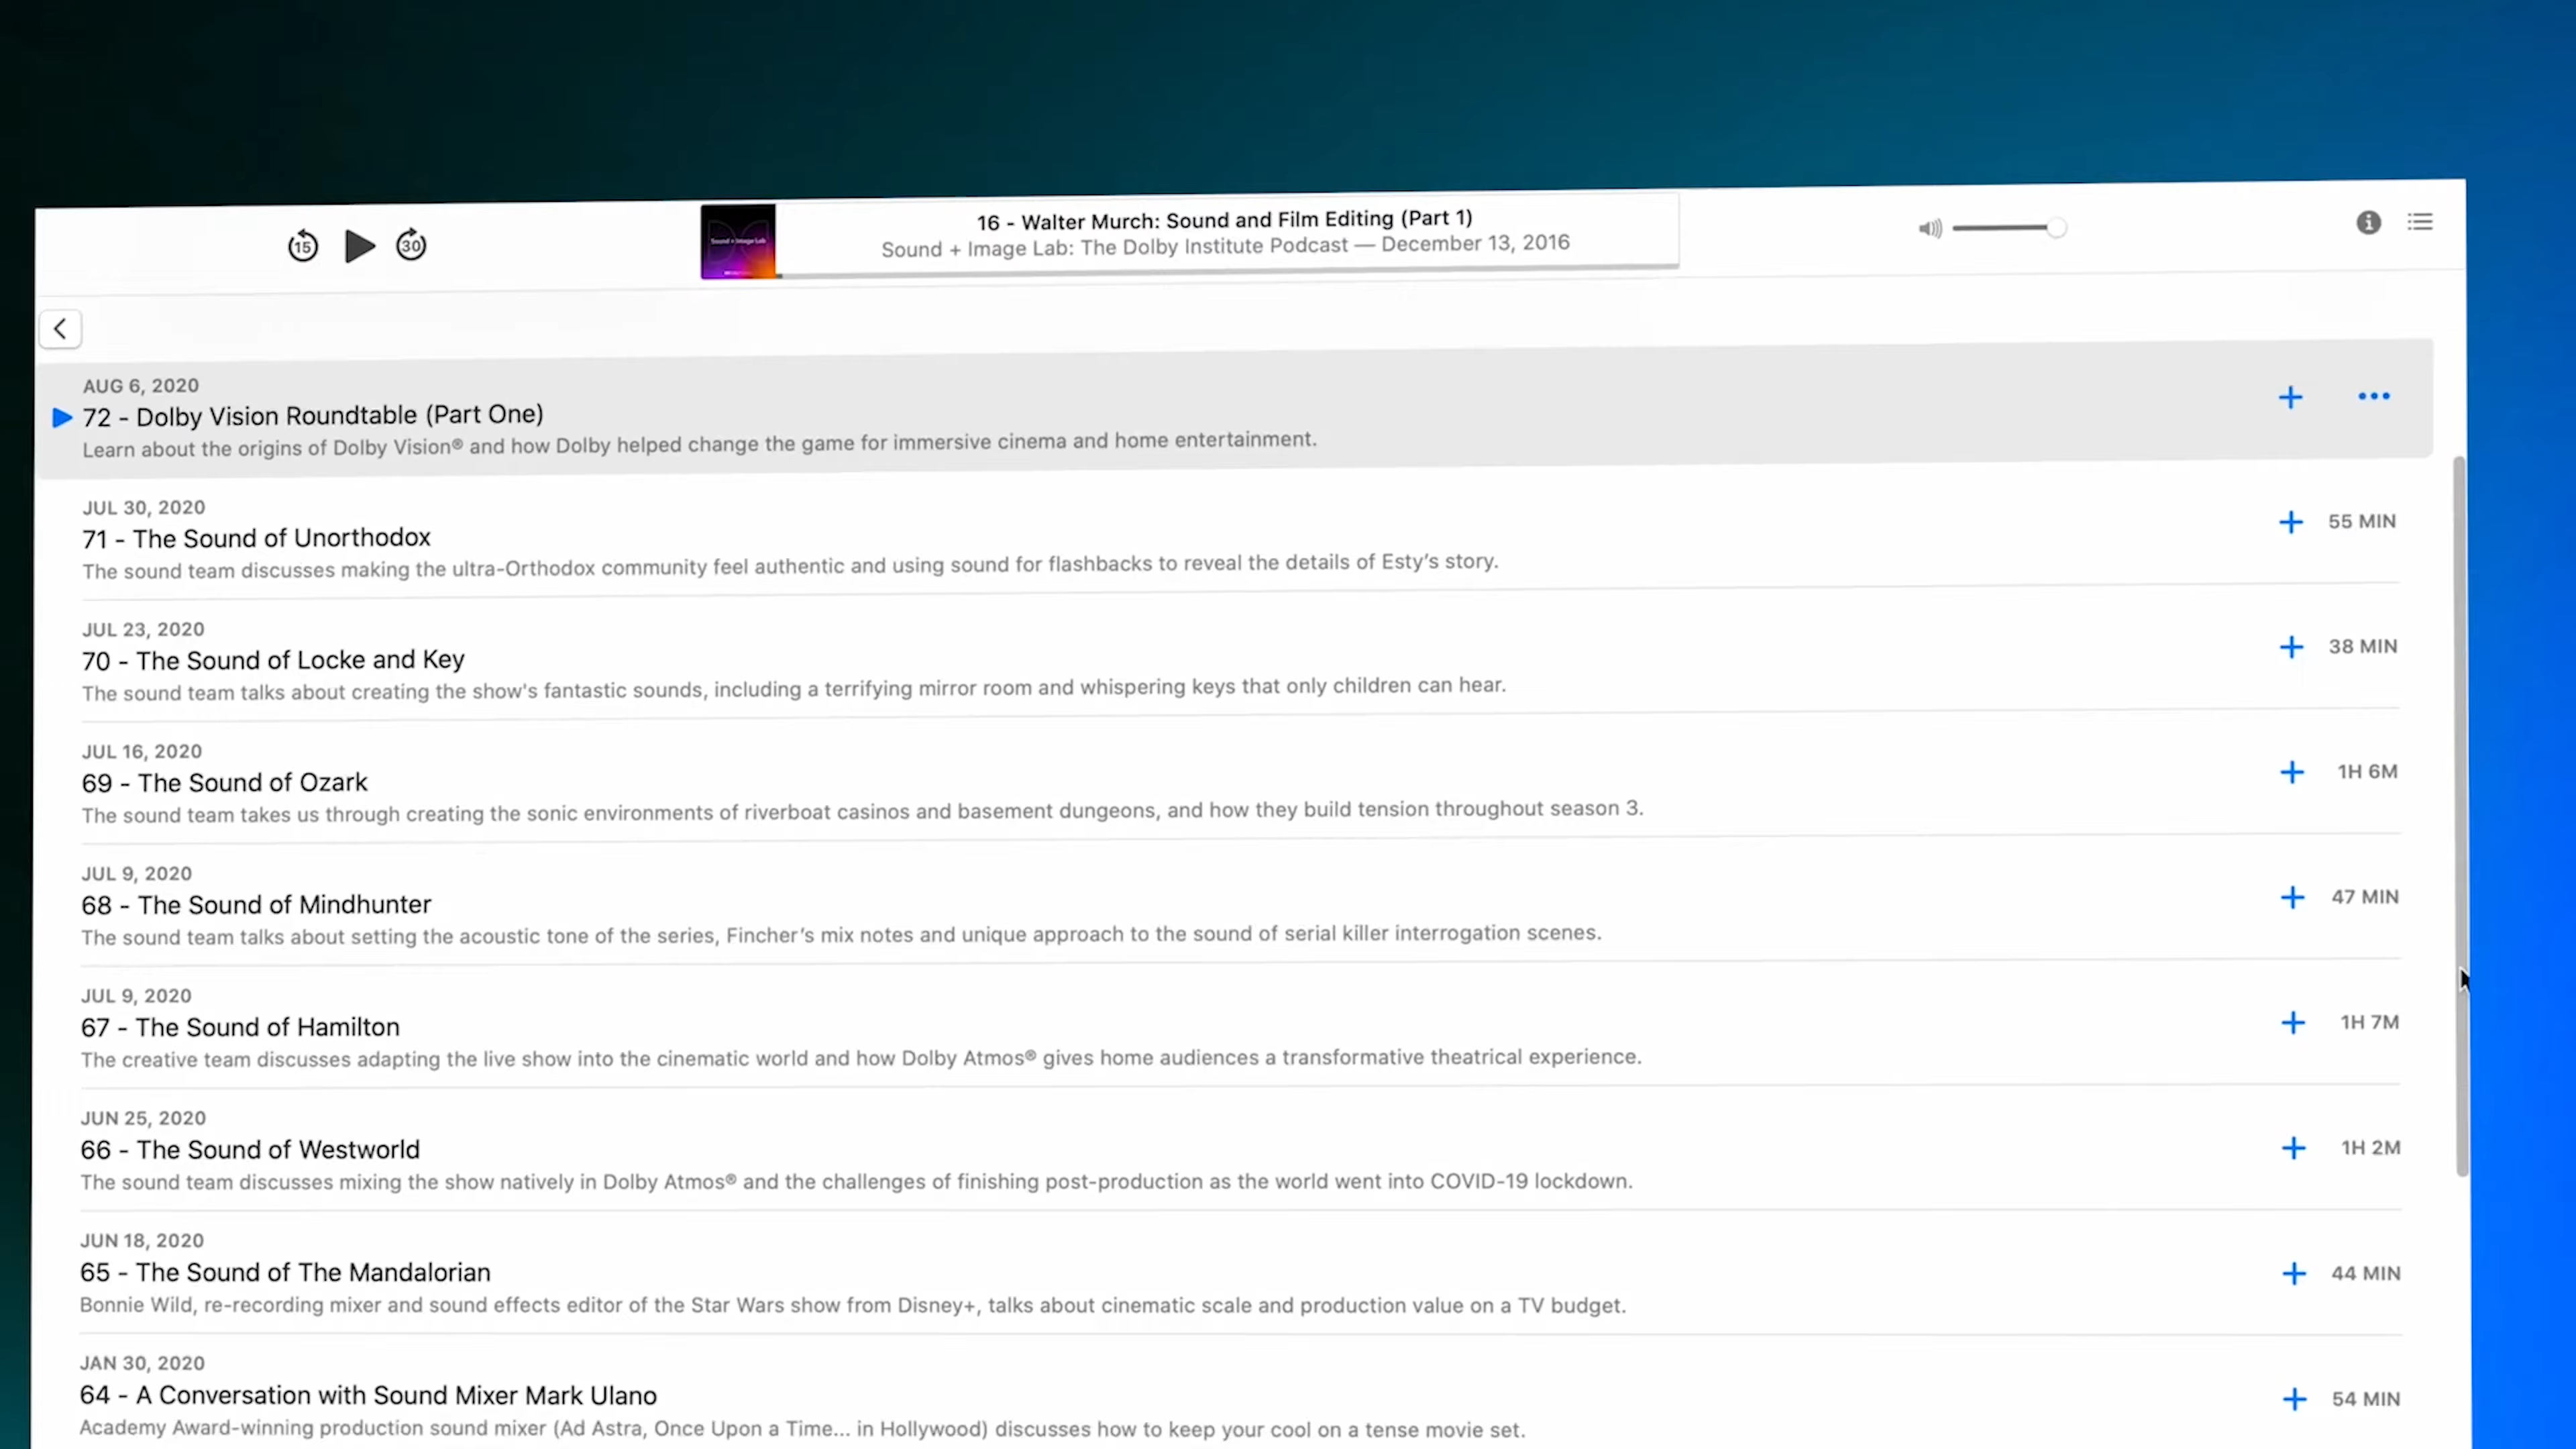 15
30
16 - Walter Murch: Sound and Film Editing (Part 1)
Sound + Image Lab: The Dolby Institute Podcast — December 13, 2016
Sound + Image Lab
AUG 6, 2020
72 - Dolby Vision Roundtable (Part One)
Learn about the origins of Dolby Vision® and how Dolby helped change the game for immersive cinema and home entertainment.
JUL 30, 2020
71 - The Sound of Unorthodox
55 MIN
The sound team discusses making the ultra-Orthodox community feel authentic and using sound for flashbacks to reveal the details of Esty’s story.
JUL 23, 2020
70 - The Sound of Locke and Key
38 MIN
The sound team talks about creating the show's fantastic sounds, including a terrifying mirror room and whispering keys that only children can hear.
JUL 16, 2020
69 - The Sound of Ozark
1H 6M
The sound team takes us through creating the sonic environments of riverboat casinos and basement dungeons, and how they build tension throughout season 3.
JUL 9, 2020
68 - The Sound of Mindhunter
47 MIN
The sound team talks about setting the acoustic tone of the series, Fincher’s mix notes and unique approach to the sound of serial killer interrogation scenes.
JUL 9, 2020
67 - The Sound of Hamilton
1H 7M
The creative team discusses adapting the live show into the cinematic world and how Dolby Atmos® gives home audiences a transformative theatrical experience.
JUN 25, 2020
66 - The Sound of Westworld
1H 2M
The sound team discusses mixing the show natively in Dolby Atmos® and the challenges of finishing post-production as the world went into COVID-19 lockdown.
JUN 18, 2020
65 - The Sound of The Mandalorian
44 MIN
Bonnie Wild, re-recording mixer and sound effects editor of the Star Wars show from Disney+, talks about cinematic scale and production value on a TV budget.
JAN 30, 2020
64 - A Conversation with Sound Mixer Mark Ulano
54 MIN
Academy Award-winning production sound mixer (Ad Astra, Once Upon a Time... in Hollywood) discusses how to keep your cool on a tense movie set.